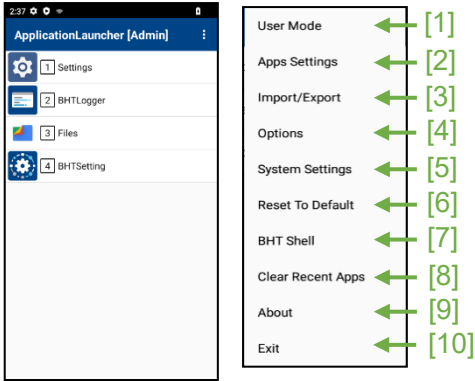 2:37
ApplicationLauncher [Admin]
1 Settings
2 BHTLogger
3 Files
4 BHTSetting
User Mode [1]
Apps Settings [2]
Import/Export [3]
Options [4]
System Settings [5]
Reset To Default [6]
BHT Shell [7]
Clear Recent Apps [8]
About [9]
Exit [10]